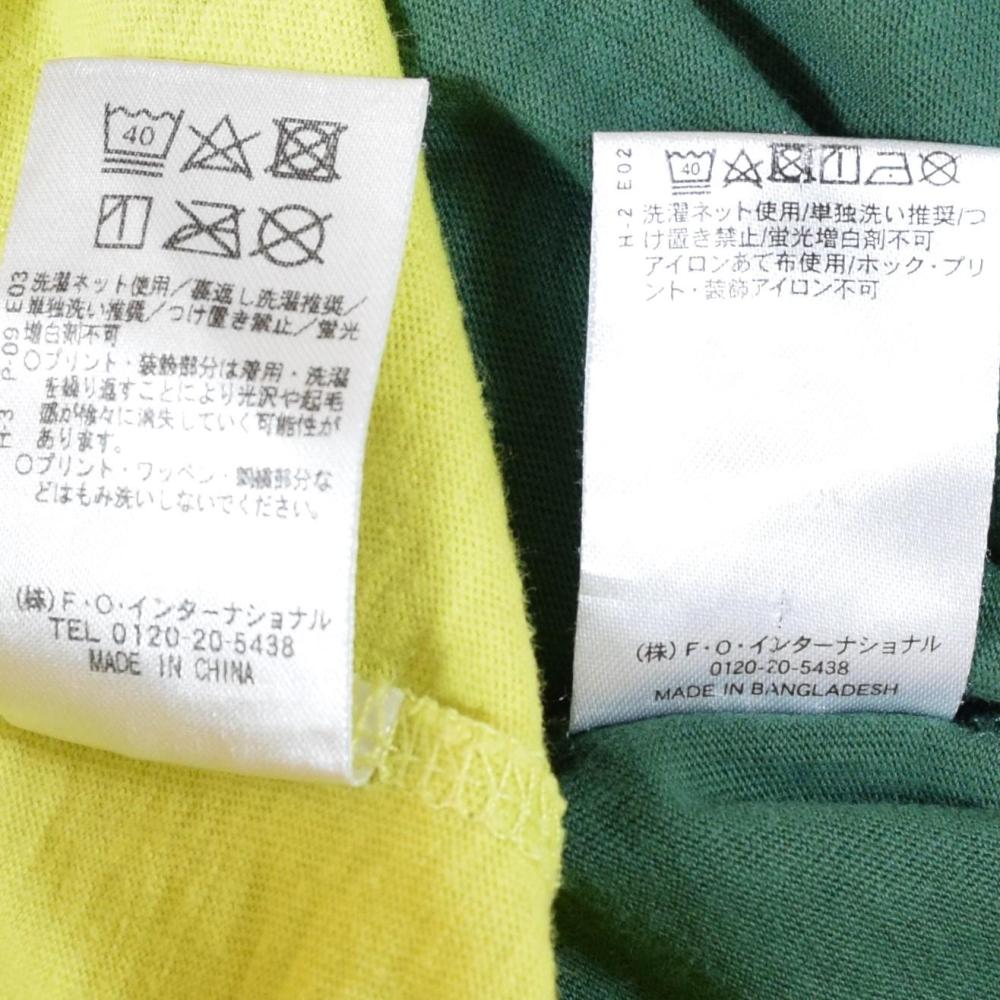 40
洗濯ネット使用／裏返し洗濯推奨／
単独洗い推奨／つけ置き禁止／蛍光
増白剤不可
○プリント・装飾部分は着用・洗濯
を繰り返すことにより光沢や起毛
感が徐々に消失していく可能性が
あります。
○プリント・ワッペン・刺繍部分な
どはもみ洗いしないでください。
H-3 P-09 E03
(株)F・O・インターナショナル
TEL 0120-20-5438
MADE IN CHINA
40
H-2 E02
洗濯ネット使用/単独洗い推奨/つ
け置き禁止/蛍光増白剤不可
アイロンあて布使用/ホック・プリ
ント・装飾アイロン不可
(株) F・O・インターナショナル
0120-20-5438
MADE IN BANGLADESH